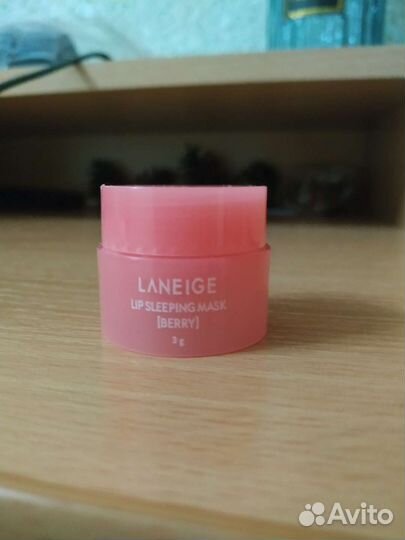 LANEIGE
LIP SLEEPING MASK
[BERRY]
3 g
Avito